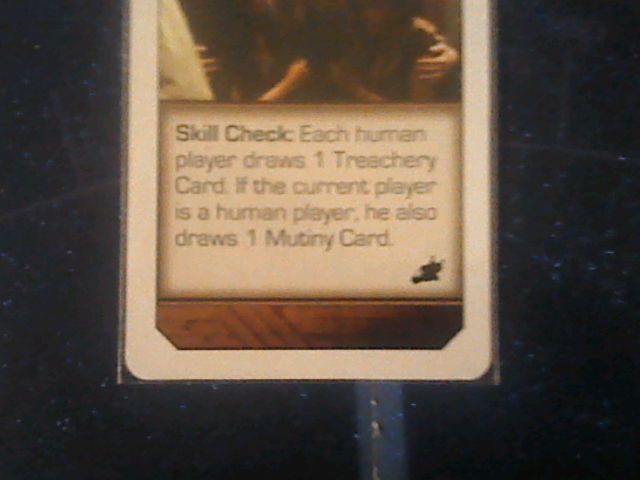 Skill Check: Each human
player draws 1 Treachery
Card. If the current player
is a human player, he also
draws 1 Mutiny Card.